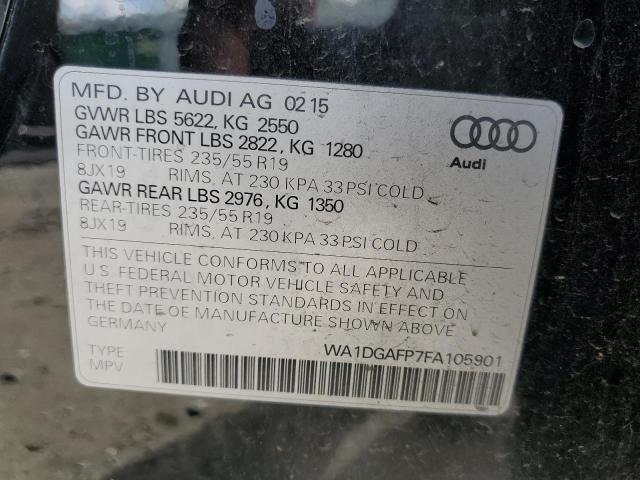 MFD. BY AUDI AG 02 15
GVWR LBS 5622, KG 2550
GAWR FRONT LBS 2822, KG 1280
FRONT-TIRES 235/55 R19
8JX19 RIMS, AT 230 KPA 33 PSI COLD
GAWR REAR LBS 2976, KG 1350
REAR-TIRES 235/55 R19
8JX19 RIMS, AT 230 KPA 33 PSI COLD
Audi
THIS VEHICLE CONFORMS TO ALL APPLICABLE
U.S. FEDERAL MOTOR VEHICLE SAFETY AND
THEFT PREVENTION STANDARDS IN EFFECT ON
THE DATE OF MANUFACTURE SHOWN ABOVE
GERMANY
TYPE
MPV
WA1DGAFP7FA105901